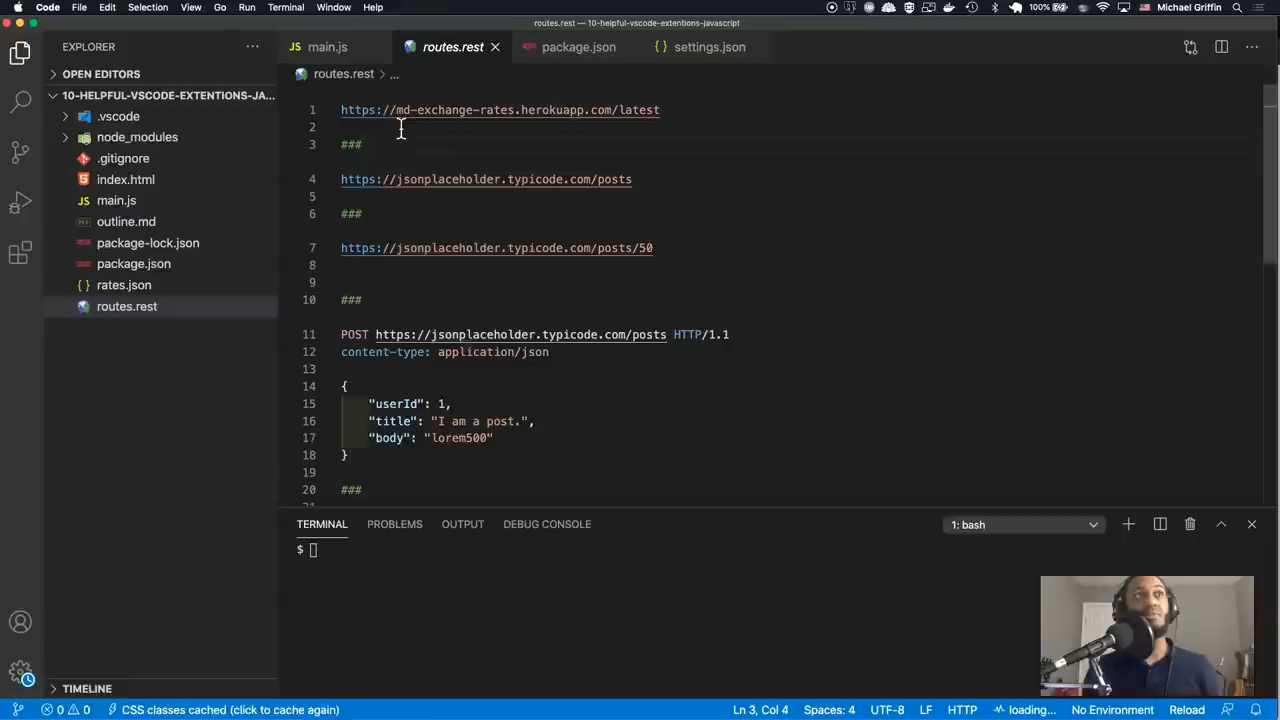 Code File Edit Selection View Go Run Terminal Window Help 100% Michael Griffin
routes.rest — 10-helpful-vscode-extentions-javascript
EXPLORER
main.js routes.rest package.json { } settings.json
OPEN EDITORS
routes.rest > ...
10-HELPFUL-VSCODE-EXTENTIONS-JA...
.vscode
node_modules
.gitignore
index.html
main.js
outline.md
package-lock.json
package.json
{ } rates.json
routes.rest
1 https://md-exchange-rates.herokuapp.com/latest
2
3 ###
4 https://jsonplaceholder.typicode.com/posts
5
6 ###
7 https://jsonplaceholder.typicode.com/posts/50
8
9
10 ###
11 POST https://jsonplaceholder.typicode.com/posts HTTP/1.1
12 content-type: application/json
13
14 {
15 "userId": 1,
16 "title": "I am a post.",
17 "body": "lorem500"
18 }
19
20 ###
TERMINAL PROBLEMS OUTPUT DEBUG CONSOLE 1: bash
$
TIMELINE
0 0 CSS classes cached (click to cache again) Ln 3, Col 4 Spaces: 4 UTF-8 LF HTTP loading... No Environment Reload